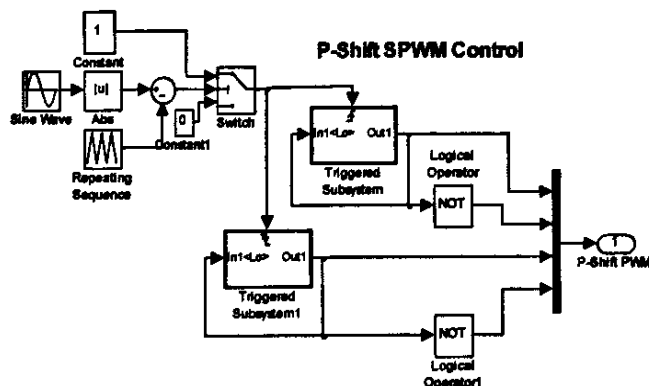 1
Constant
P-Shift SPWM Control
Sine Wave
|u|
Abs
+
-
0
Constant1
Switch
Repeating
Sequence
In1<Lo>
Out1
Triggered
Subsystem
Logical
Operator
NOT
1
P-Shift PWM
In1<Lo>
Out1
Triggered
Subsystem1
NOT
Logical
Operator1